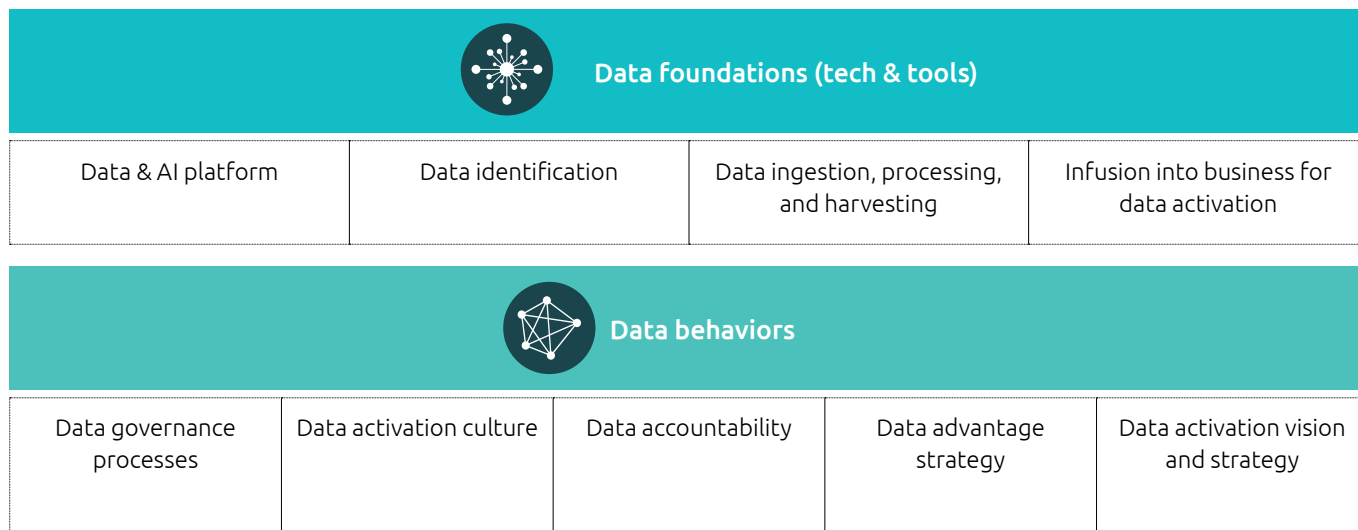 Data foundations (tech & tools)
Data & AI platform
Data identification
Data ingestion, processing,
and harvesting
Infusion into business for
data activation
Data behaviors
Data governance
processes
Data activation culture
Data accountability
Data advantage
strategy
Data activation vision
and strategy